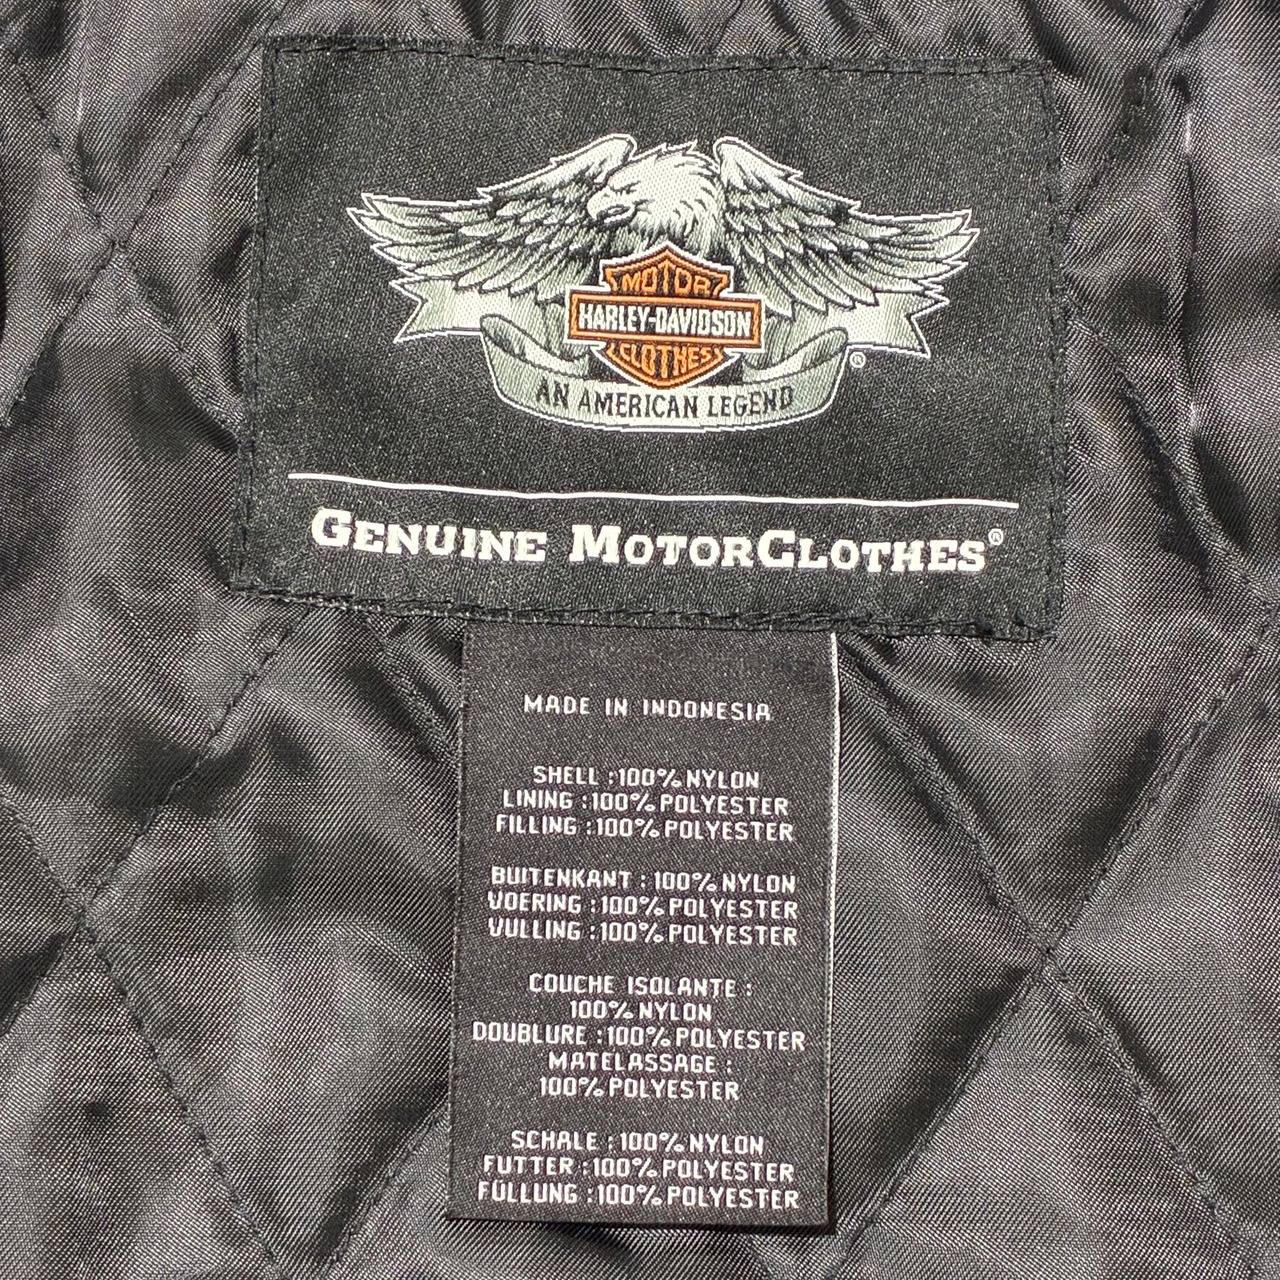 MOTOR
HARLEY-DAVIDSON
CLOTHES
AN AMERICAN LEGEND
®
GENUINE MOTORCLOTHES®
MADE IN INDONESIA
SHELL :100% NYLON
LINING :100% POLYESTER
FILLING :100% POLYESTER
BUITENKANT : 100% NYLON
VOERING :100% POLYESTER
VULLING :100% POLYESTER
COUCHE ISOLANTE :
100% NYLON
DOUBLURE :100% POLYESTER
MATELASSAGE :
100% POLYESTER
SCHALE : 100% NYLON
FUTTER :100% POLYESTER
FÜLLUNG :100% POLYESTER